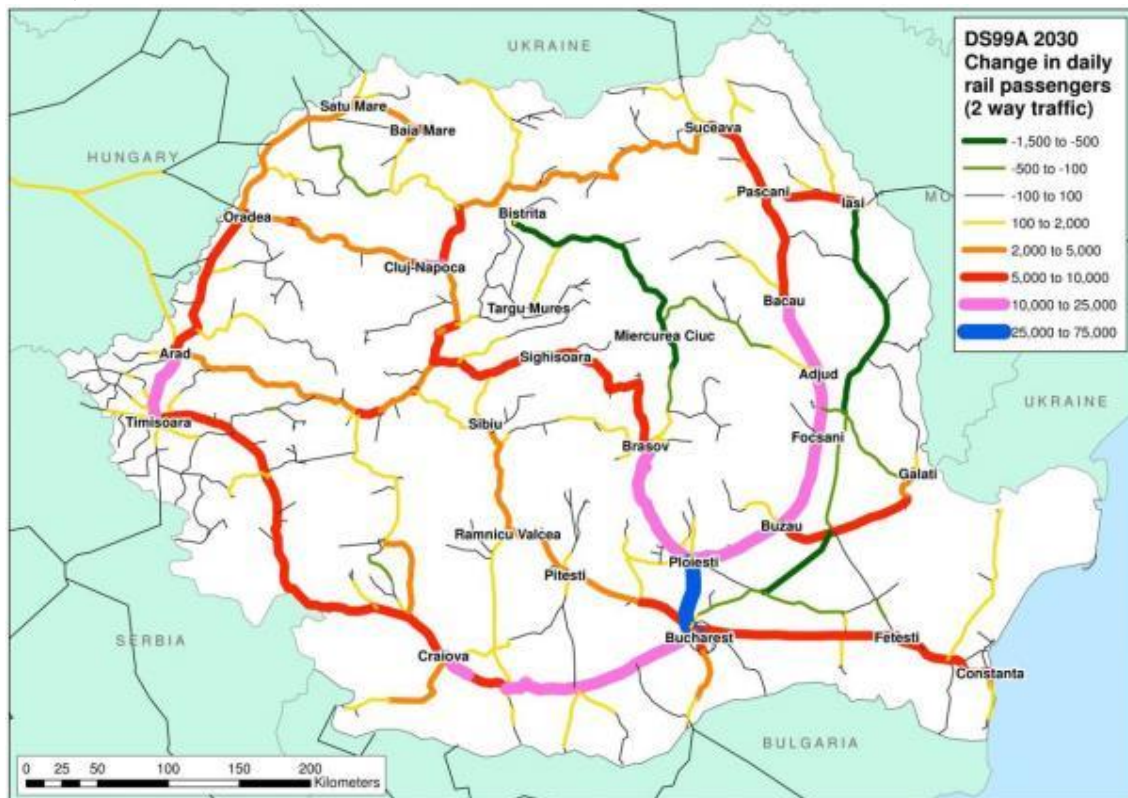 UKRAINE
DS99A 2030
Change in daily
rail passengers
(2 way traffic)
-1,500 to -500
-500 to -100
-100 to 100
100 to 2,000
2,000 to 5,000
5,000 to 10,000
10,000 to 25,000
25,000 to 75,000
Satu Mare
Baia Mare
Suceava
HUNGARY
Pascani
Iasi
MO
Oradea
Bistrita
Cluj-Napoca
Targu Mures
Bacau
Miercurea Ciuc
Arad
Sighisoara
Adjud
UKRAINE
Timisoara
Sibiu
Focsani
Brasov
Galati
Ramnicu Valcea
Buzau
Ploiesti
Pitesti
SERBIA
Bucharest
Fetesti
Craiova
Constanta
BULGARIA
0 25 50 100 150 200
Kilometers